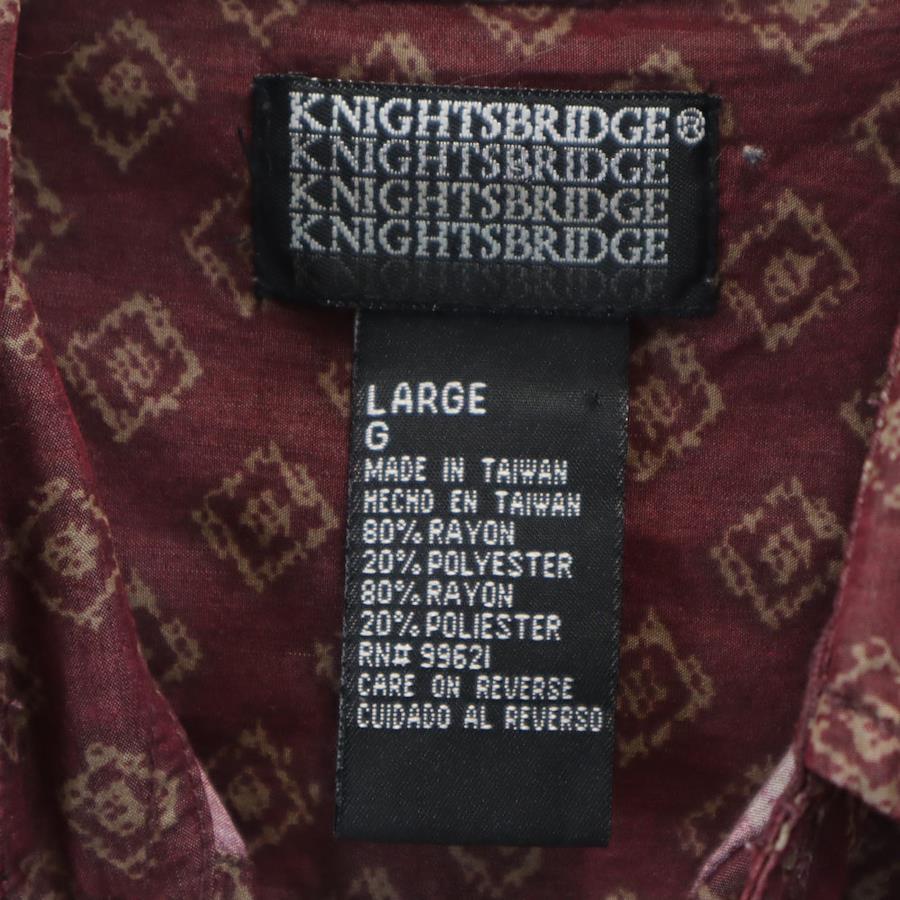 KNIGHTSBRIDGE®
KNIGHTSBRIDGE
KNIGHTSBRIDGE
KNIGHTSBRIDGE
KNIGHTSBRIDGE
LARGE
G
MADE IN TAIWAN
HECHO EN TAIWAN
80% RAYON
20% POLYESTER
80% RAYON
20% POLIESTER
RN# 99621
CARE ON REVERSE
CUIDADO AL REVERSO